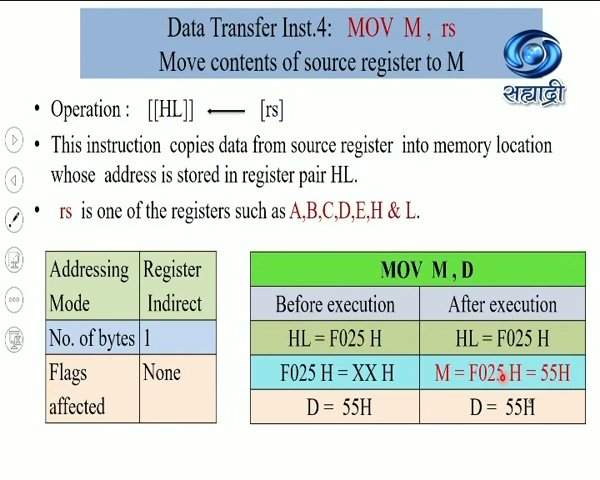 Data Transfer Inst.4: MOV M , rs
Move contents of source register to M
सह्याद्री
• Operation : [[HL]] ⟵ [rs]
• This instruction copies data from source register into memory location
whose address is stored in register pair HL.
• rs is one of the registers such as A,B,C,D,E,H & L.
Addressing Mode Register Indirect
No. of bytes 1
Flags affected None
MOV M , D
Before execution After execution
HL = F025 H HL = F025 H
F025 H = XX H M = F025 H = 55H
D = 55H D = 55H